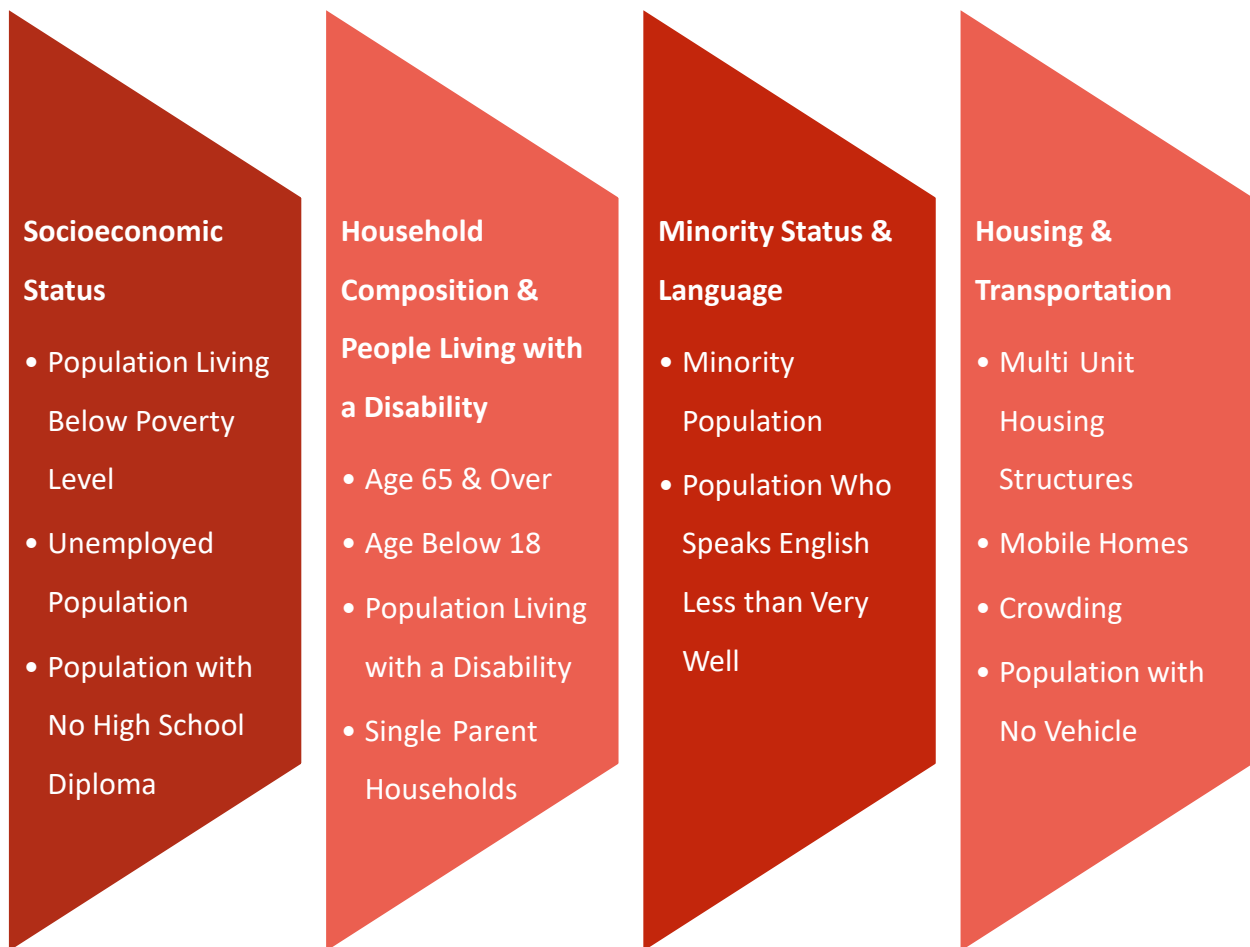 Socioeconomic
Status
• Population Living
Below Poverty
Level
• Unemployed
Population
• Population with
No High School
Diploma
Household
Composition &
People Living with
a Disability
• Age 65 & Over
• Age Below 18
• Population Living
with a Disability
• Single Parent
Households
Minority Status &
Language
• Minority
Population
• Population Who
Speaks English
Less than Very
Well
Housing &
Transportation
• Multi Unit
Housing
Structures
• Mobile Homes
• Crowding
• Population with
No Vehicle